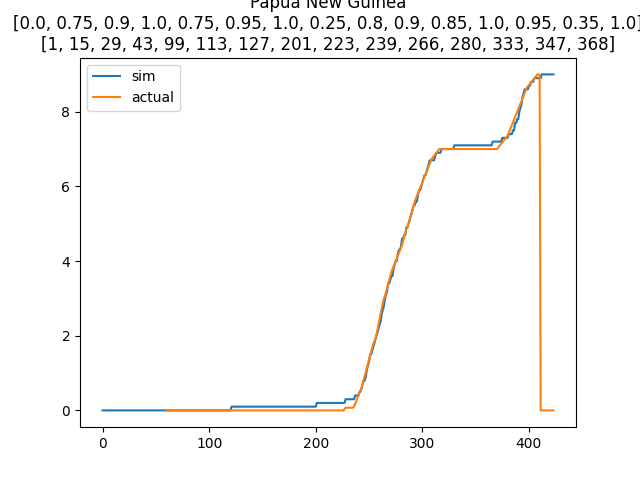 Papua New Guinea
[0.0, 0.75, 0.9, 1.0, 0.75, 0.95, 1.0, 0.25, 0.8, 0.9, 0.85, 1.0, 0.95, 0.35, 1.0]
[1, 15, 29, 43, 99, 113, 127, 201, 223, 239, 266, 280, 333, 347, 368]
sim
actual
8
6
4
2
0
0 100 200 300 400